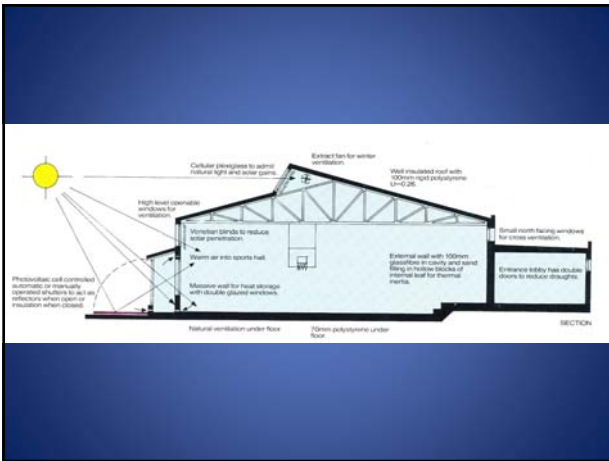 Extract fan for winter
ventilation.
Cellular plexiglass to admit
natural light and solar gains.
Well insulated roof with
100mm rigid polystyrene
U=0.26.
High level openable
windows for
ventilation.
Venetian blinds to reduce
solar penetration.
Small north facing windows
for cross ventilation.
Warm air into sports hall.
External wall with 100mm
glassfibre in cavity and sand
filling in hollow blocks of
internal leaf for thermal
inertia.
Entrance lobby has double
doors to reduce draughts.
Photovoltaic cell controlled
automatic or manually
operated shutters to act as
reflectors when open or
insulation when closed.
Massive wall for heat storage
with double glazed windows.
Natural ventilation under floor.
70mm polystyrene under
floor.
SECTION